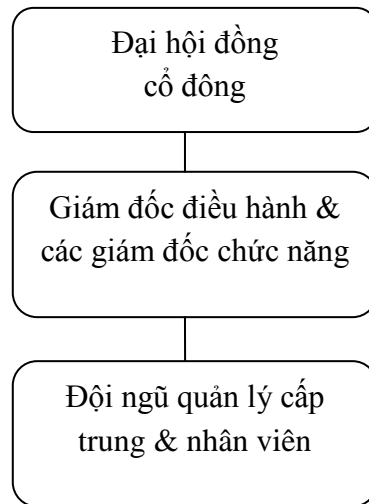 Đại hội đồng
cổ đông
Giám đốc điều hành &
các giám đốc chức năng
Đội ngũ quản lý cấp
trung & nhân viên